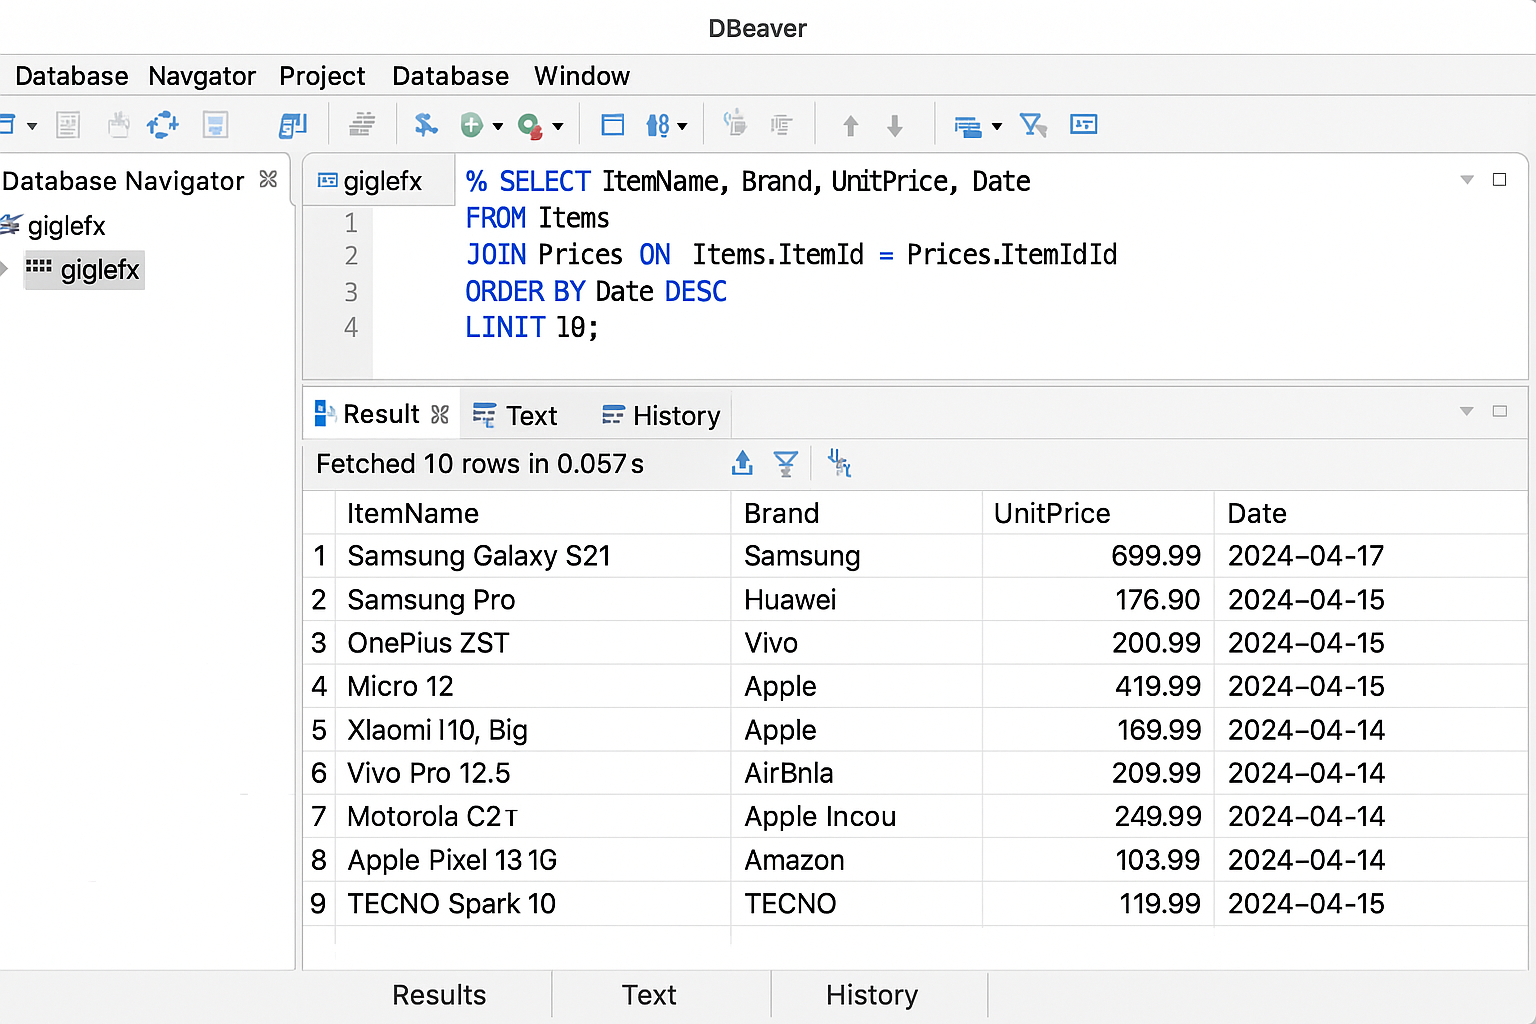 DBeaver
Database Navgator Project Database Window
Database Navigator
giglefx
giglefx
giglefx
% SELECT ItemName, Brand, UnitPrice, Date
1 FROM Items
2 JOIN Prices ON Items.ItemId = Prices.ItemIdId
3 ORDER BY Date DESC
4 LINIT 10;
Result Text History
Fetched 10 rows in 0.057 s
ItemName Brand UnitPrice Date
1 Samsung Galaxy S21 Samsung 699.99 2024-04-17
2 Samsung Pro Huawei 176.90 2024-04-15
3 OnePius ZST Vivo 200.99 2024-04-15
4 Micro 12 Apple 419.99 2024-04-15
5 Xlaomi l10, Big Apple 169.99 2024-04-14
6 Vivo Pro 12.5 AirBnla 209.99 2024-04-14
7 Motorola C2T Apple Incou 249.99 2024-04-14
8 Apple Pixel 13 1G Amazon 103.99 2024-04-14
9 TECNO Spark 10 TECNO 119.99 2024-04-15
Results Text History